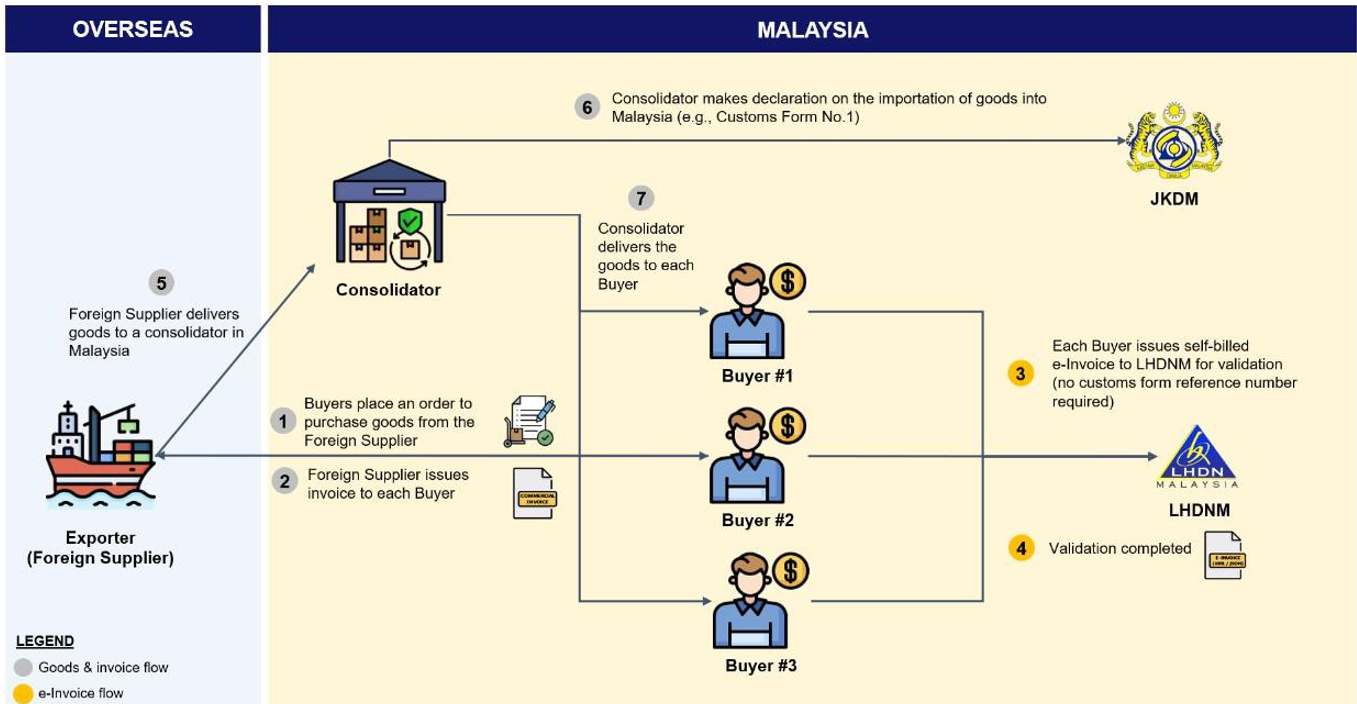 OVERSEAS
MALAYSIA
6
Consolidator makes declaration on the importation of goods into
Malaysia (e.g., Customs Form No.1)
JKDM
7
Consolidator
delivers the
goods to each
Buyer
Consolidator
5
Foreign Supplier delivers
goods to a consolidator in
Malaysia
$
Buyer #1
3
Each Buyer issues self-billed
e-Invoice to LHDNM for validation
(no customs form reference number
required)
1
Buyers place an order to
purchase goods from the
Foreign Supplier
2
Foreign Supplier issues
invoice to each Buyer
COMMERCIAL
INVOICE
$
Buyer #2
LHDN
MALAYSIA
LHDNM
Exporter
(Foreign Supplier)
4
Validation completed
E-INVOICE
(XML / JSON)
$
Buyer #3
LEGEND
Goods & invoice flow
e-Invoice flow